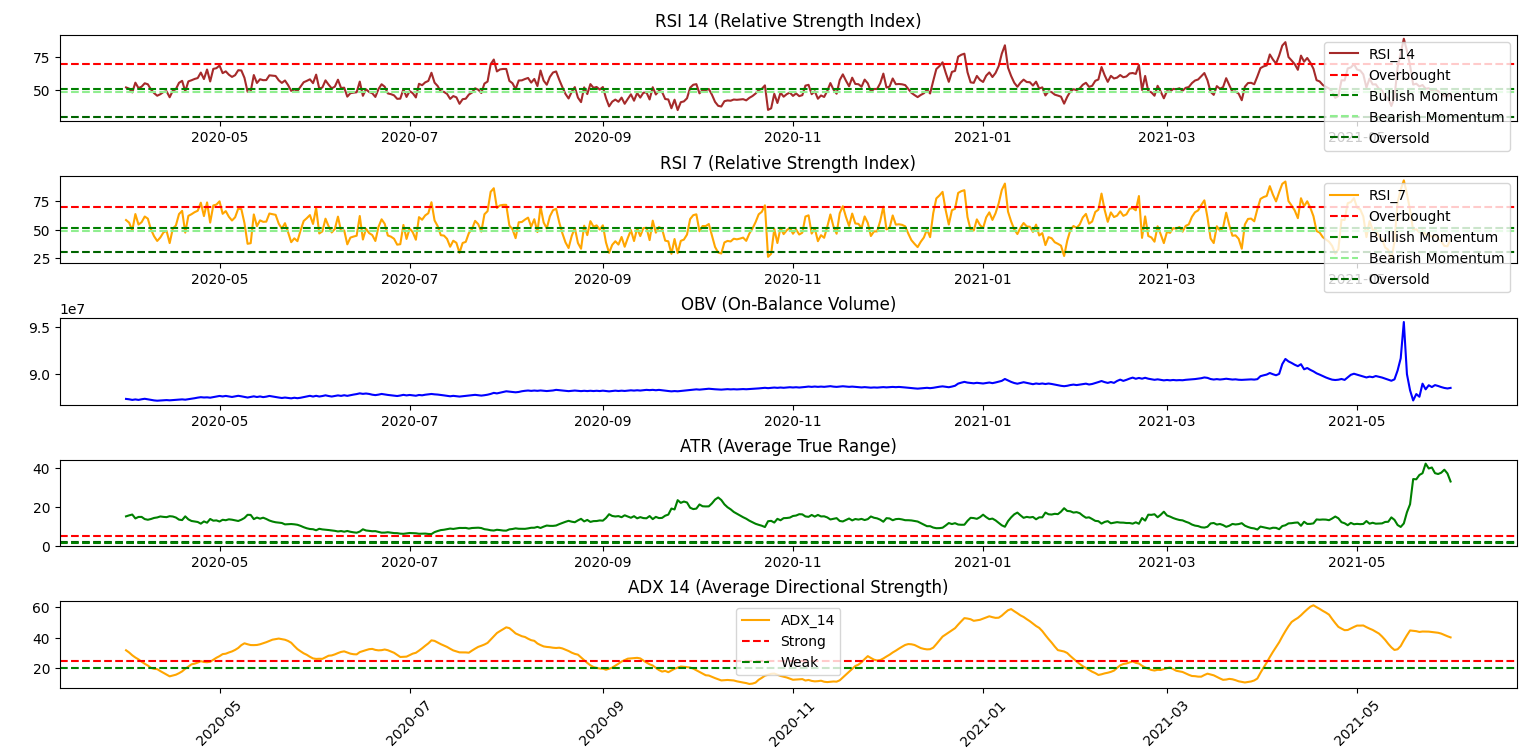 RSI 14 (Relative Strength Index)
75
50
RSI_14
Overbought
Bullish Momentum
Bearish Momentum
Oversold
2020-05 2020-07 2020-09 2020-11 2021-01 2021-03 2021-05
RSI 7 (Relative Strength Index)
75
50
25
RSI_7
Overbought
Bullish Momentum
Bearish Momentum
Oversold
2020-05 2020-07 2020-09 2020-11 2021-01 2021-03 2021-05
OBV (On-Balance Volume)
1e7
9.5
9.0
2020-05 2020-07 2020-09 2020-11 2021-01 2021-03 2021-05
ATR (Average True Range)
40
20
0
2020-05 2020-07 2020-09 2020-11 2021-01 2021-03 2021-05
ADX 14 (Average Directional Strength)
60
40
20
ADX_14
Strong
Weak
2020-05 2020-07 2020-09 2020-11 2021-01 2021-03 2021-05